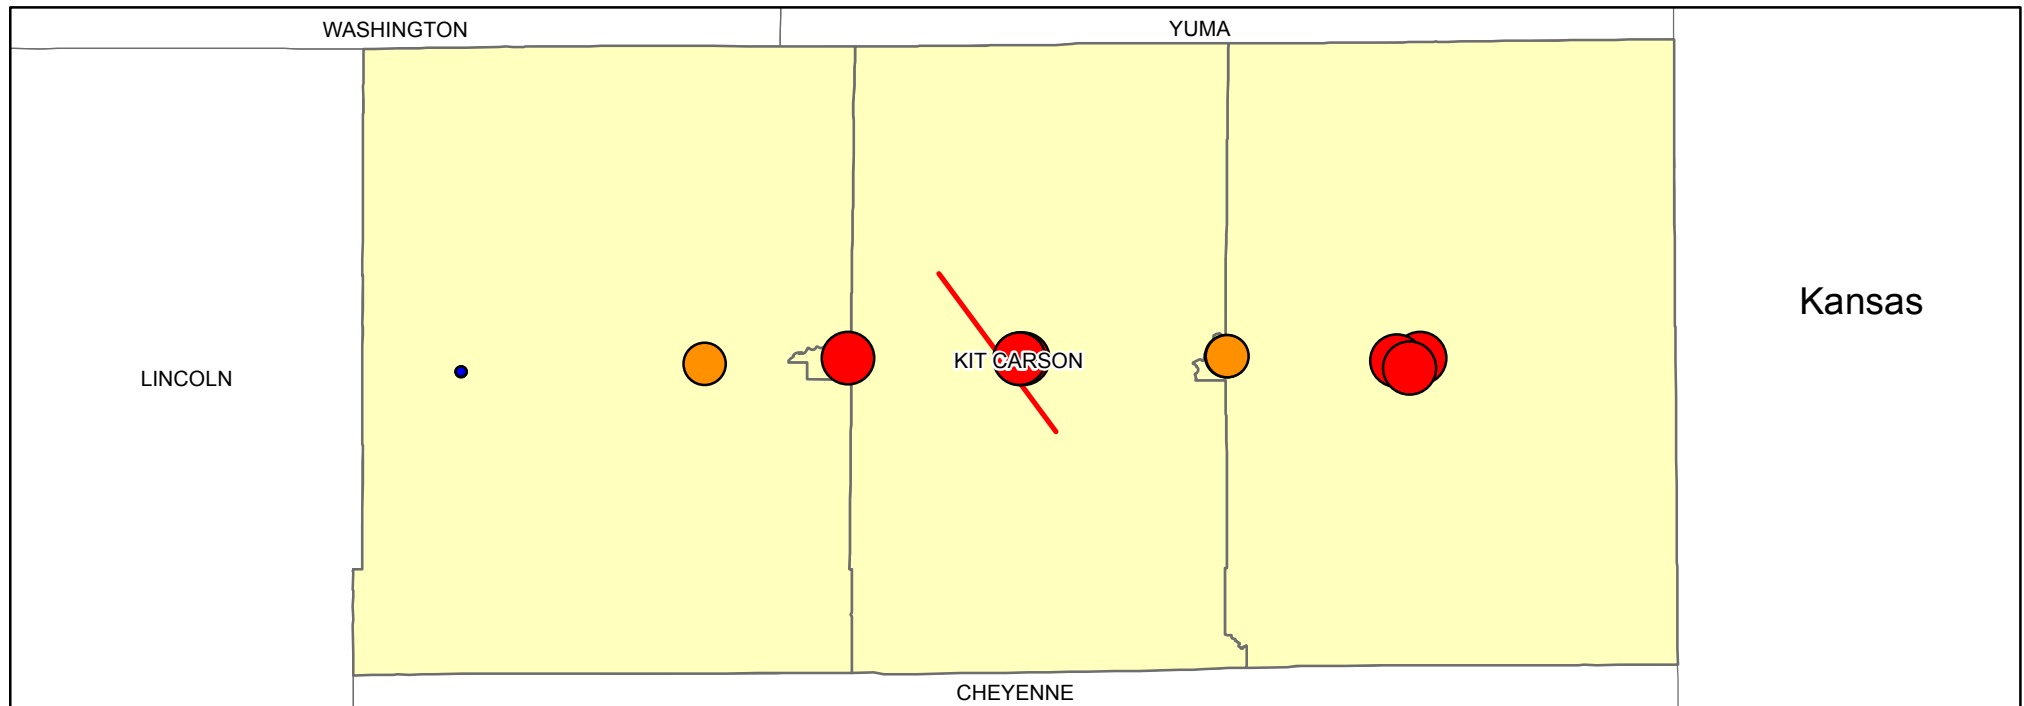 WASHINGTON
YUMA
Kansas
KIT CARSON
LINCOLN
CHEYENNE